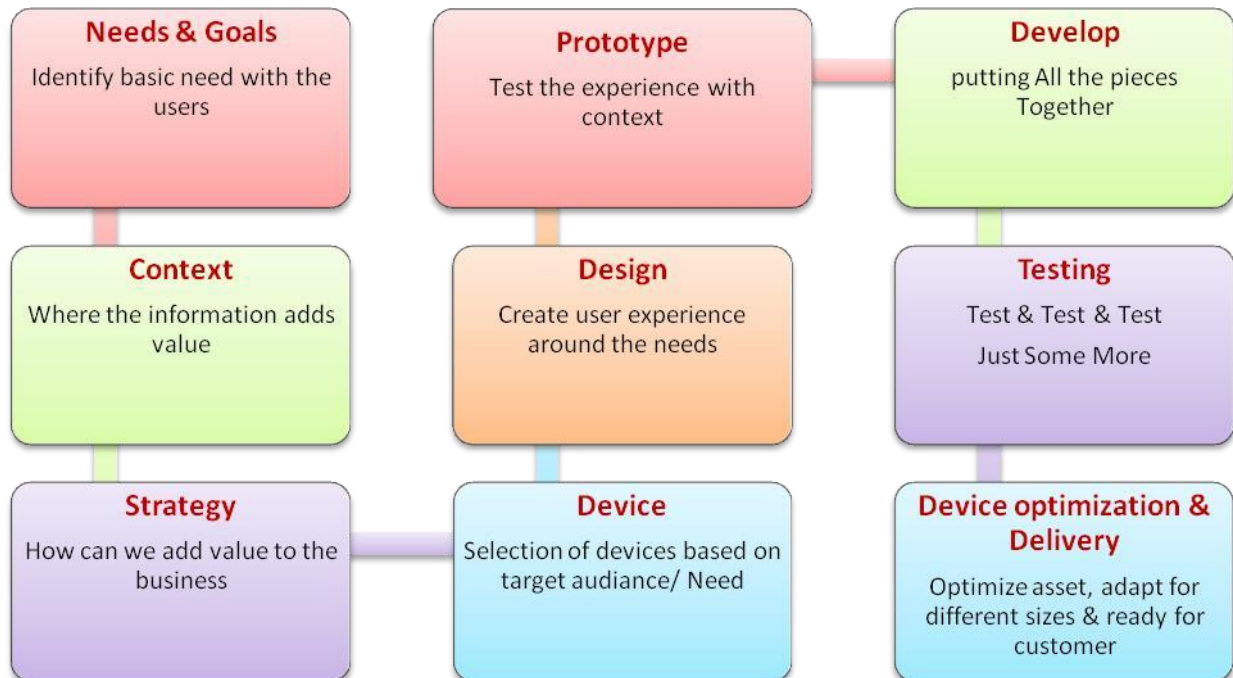 Needs & Goals
Identify basic need with the
users
Context
Where the information adds
value
Strategy
How can we add value to the
business
Device
Selection of devices based on
target audiance/ Need
Design
Create user experience
around the needs
Prototype
Test the experience with
context
Develop
putting All the pieces
Together
Testing
Test & Test & Test
Just Some More
Device optimization &
Delivery
Optimize asset, adapt for
different sizes & ready for
customer